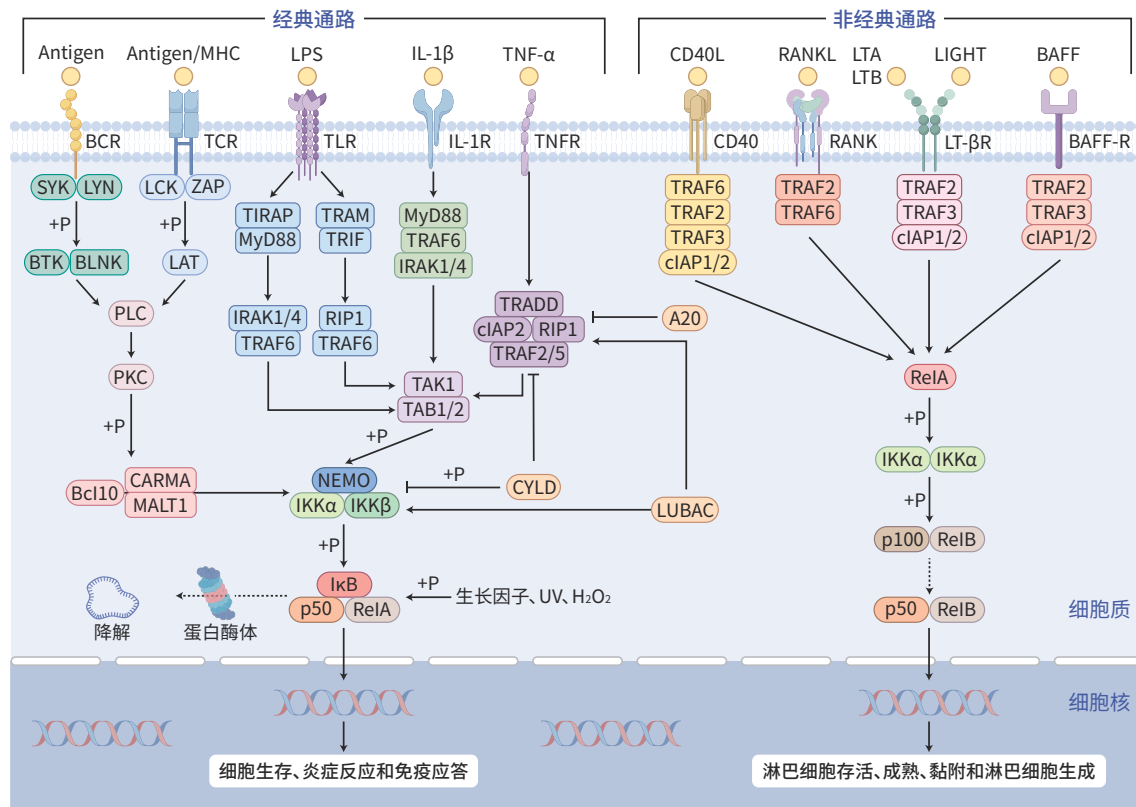 经典通路
非经典通路
Antigen
Antigen/MHC
LPS
IL-1β
TNF-α
CD40L
RANKL
LTA
LTB
LIGHT
BAFF
BCR
TCR
TLR
IL-1R
TNFR
CD40
RANK
LT-βR
BAFF-R
SYK LYN
LCK ZAP
+P
+P
BTK BLNK
LAT
PLC
PKC
+P
Bcl10
CARMA
MALT1
TIRAP
MyD88
TRAM
TRIF
IRAK1/4
TRAF6
RIP1
TRAF6
MyD88
TRAF6
IRAK1/4
TRADD
cIAP2 RIP1
TRAF2/5
A20
TAK1
TAB1/2
+P
NEMO
IKKα IKKβ
+P
CYLD
LUBAC
+P
IκB
p50 RelA
+P
生长因子、UV、H₂O₂
降解
蛋白酶体
TRAF6
TRAF2
TRAF3
cIAP1/2
TRAF2
TRAF6
TRAF2
TRAF3
cIAP1/2
TRAF2
TRAF3
cIAP1/2
RelA
+P
IKKα IKKα
+P
p100 RelB
p50 RelB
细胞质
细胞核
细胞生存、炎症反应和免疫应答
淋巴细胞存活、成熟、黏附和淋巴细胞生成